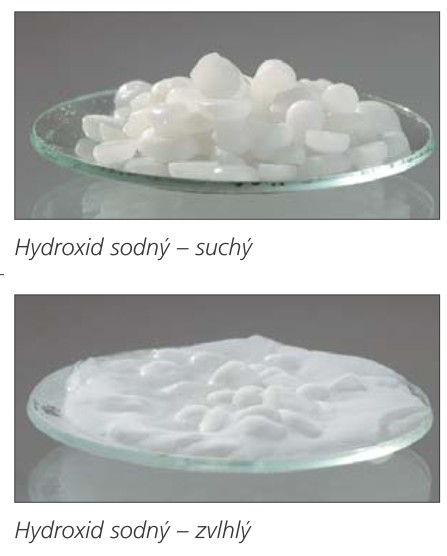 Hydroxid sodný – suchý
Hydroxid sodný – zvlhlý